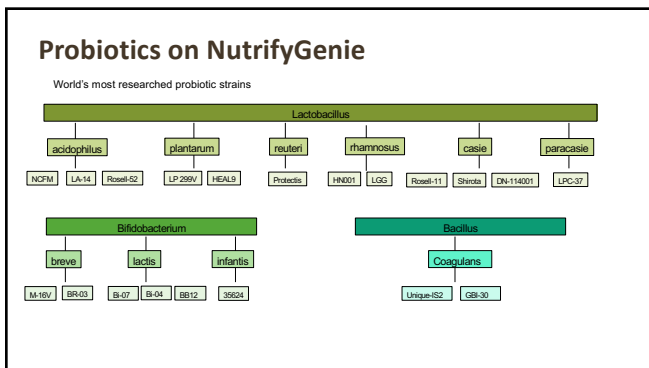 Probiotics on NutrifyGenie
World's most researched probiotic strains
Lactobacillus
acidophilus plantarum reuteri rhamnosus casie paracasie
NCFM LA-14 Rosell-52 LP 299V HEAL9 Protectis HN001 LGG Rosell-11 Shirota DN-114001 LPC-37
Bifidobacterium Bacillus
breve lactis infantis Coagulans
M-16V BR-03 Bi-07 Bi-04 BB12 35624 Unique-IS2 GBI-30